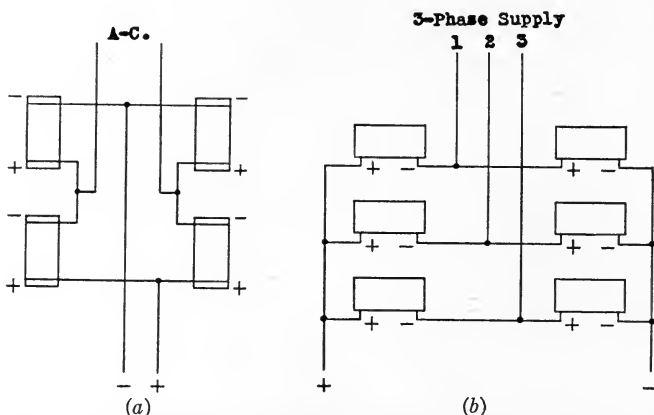 A-C.
- -
+ +
- -
+ +
- +
(a)
3-Phase Supply
1 2 3
+ - + -
+ - + -
+ - + -
+ -
(b)